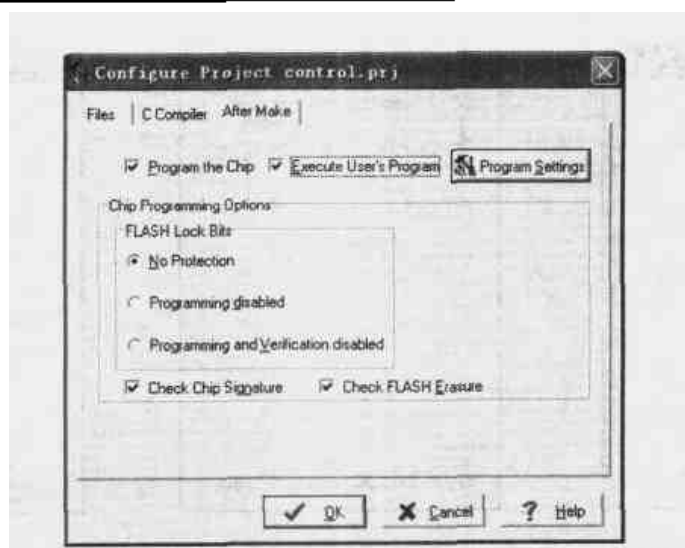 Configure Project control.prj
Files C Compiler After Make
Program the Chip Execute User's Program Program Settings
Chip Programming Options
FLASH Lock Bits
No Protection
Programming disabled
Programming and Verification disabled
Check Chip Signature Check FLASH Erasure
OK Cancel Help